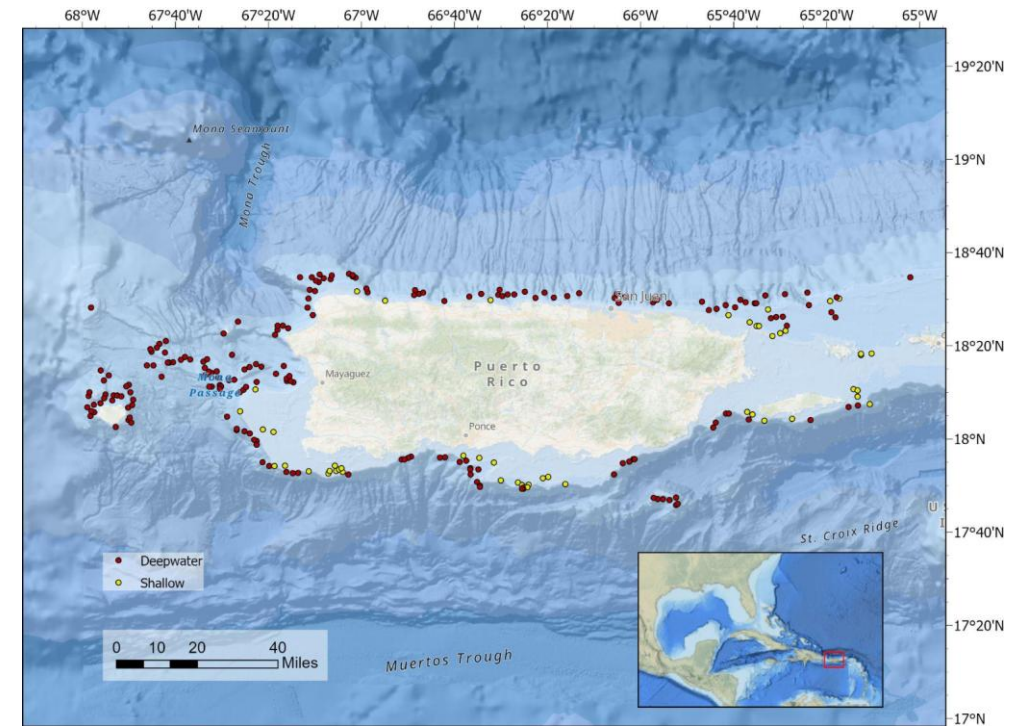 68°W 67°40'W 67°20'W 67°W 66°40'W 66°20'W 66°W 65°40'W 65°20'W 65°W
19°20'N
Mona Seamount
19°N
Mona Trough
18°40'N
San Juan
18°20'N
Puerto
Rico
Mayaguez
Mona
Passage
Ponce
18°N
U
I
17°40'N
St. Croix Ridge
Deepwater
Shallow
17°20'N
0 10 20 40
Miles
Muertos Trough
17°N